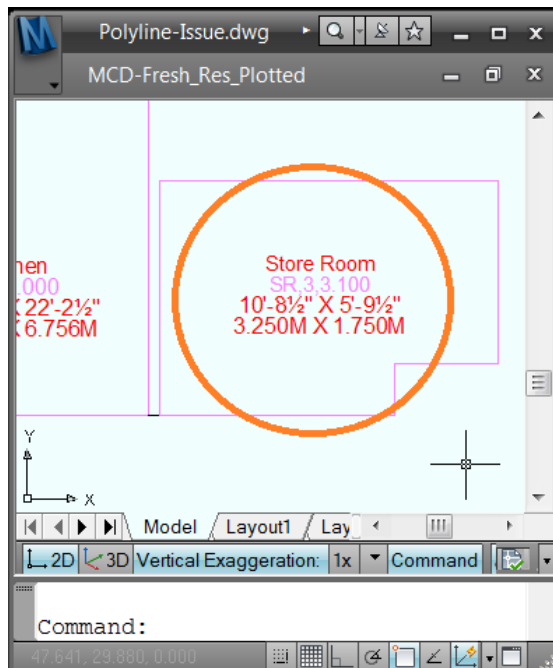 Polyline-Issue.dwg
MCD-Fresh_Res_Plotted
Store Room
SR,3,3.100
10'-8½" X 5'-9½"
3.250M X 1.750M
.000
X 22'-2½"
X 6.756M
Y
X
Model / Layout1 / Lay
2D 3D Vertical Exaggeration: 1x Command
Command:
47.641, 29.880, 0.000